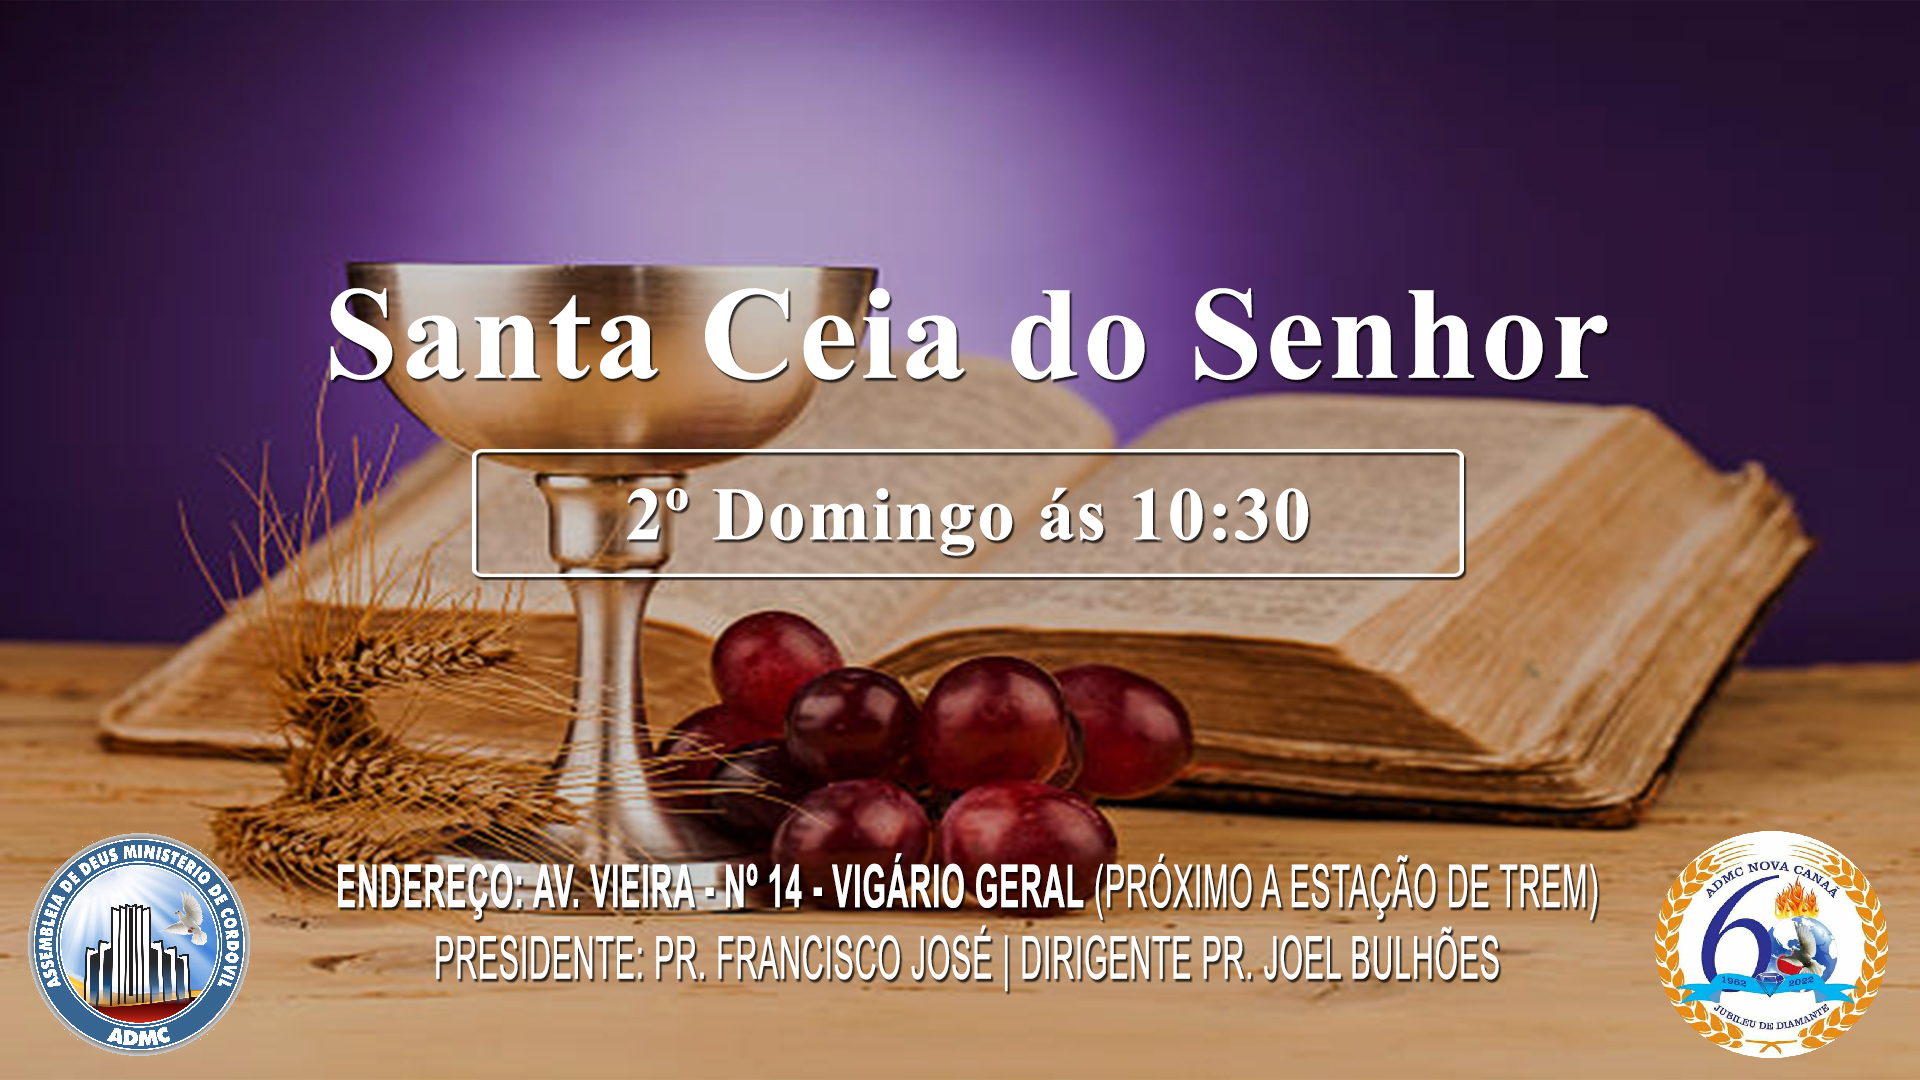 Santa Ceia do Senhor
2º Domingo ás 10:30
ENDEREÇO: AV. VIEIRA - Nº 14 - VIGÁRIO GERAL (PRÓXIMO A ESTAÇÃO DE TREM)
PRESIDENTE: PR. FRANCISCO JOSÉ | DIRIGENTE PR. JOEL BULHÕES
ASSEMBLEIA DE DEUS MINISTÉRIO DE CORDOVIL
ADMC
ADMC NOVA CANAÃ
60
1962 2022
JUBILEU DE DIAMANTE